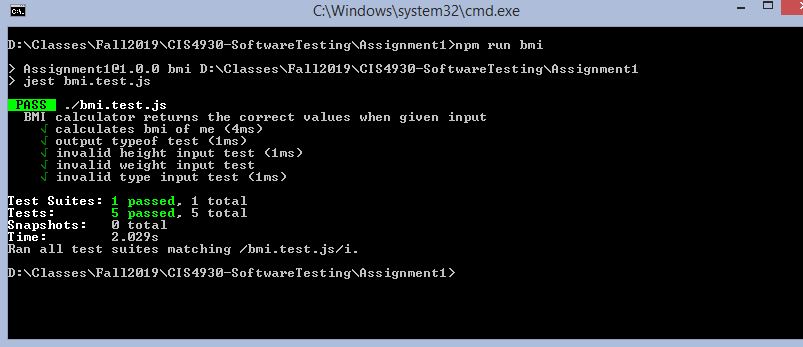 C:\Windows\system32\cmd.exe
D:\Classes\Fall2019\CIS4930-SoftwareTesting\Assignment1>npm run bmi
> Assignment1@1.0.0 bmi D:\Classes\Fall2019\CIS4930-SoftwareTesting\Assignment1
> jest bmi.test.js
PASS ./bmi.test.js
BMI calculator returns the correct values when given input
√ calculates bmi of me (4ms)
√ output typeof test (1ms)
√ invalid height input test (1ms)
√ invalid weight input test
√ invalid type input test (1ms)
Test Suites: 1 passed, 1 total
Tests: 5 passed, 5 total
Snapshots: 0 total
Time: 2.029s
Ran all test suites matching /bmi.test.js/i.
D:\Classes\Fall2019\CIS4930-SoftwareTesting\Assignment1>